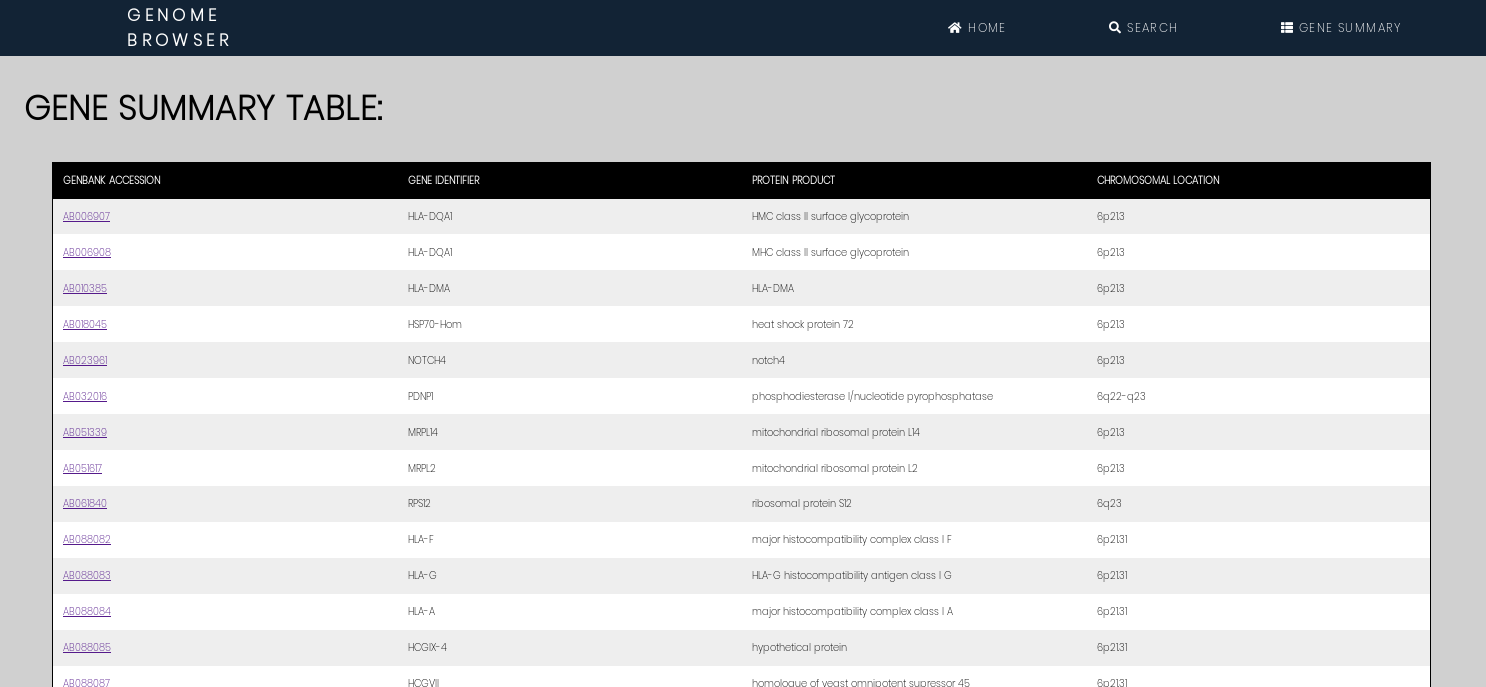 GENOME
BROWSER
HOME SEARCH GENE SUMMARY
GENE SUMMARY TABLE:
GENBANK ACCESSION GENE IDENTIFIER PROTEIN PRODUCT CHROMOSOMAL LOCATION
AB006907 HLA-DQA1 HMC class II surface glycoprotein 6p21.3
AB006908 HLA-DQA1 MHC class II surface glycoprotein 6p21.3
AB010385 HLA-DMA HLA-DMA 6p21.3
AB018045 HSP70-Hom heat shock protein 72 6p21.3
AB023961 NOTCH4 notch4 6p21.3
AB032016 PDNP1 phosphodiesterase I/nucleotide pyrophosphatase 6q22-q23
AB051339 MRPL14 mitochondrial ribosomal protein L14 6p21.3
AB051617 MRPL2 mitochondrial ribosomal protein L2 6p21.3
AB061840 RPS12 ribosomal protein S12 6q23
AB088082 HLA-F major histocompatibility complex class I F 6p21.31
AB088083 HLA-G HLA-G histocompatibility antigen class I G 6p21.31
AB088084 HLA-A major histocompatibility complex class I A 6p21.31
AB088085 HCGIX-4 hypothetical protein 6p21.31
AB088087 HCGVII homologue of yeast omnipotent supressor 45 6p21.31